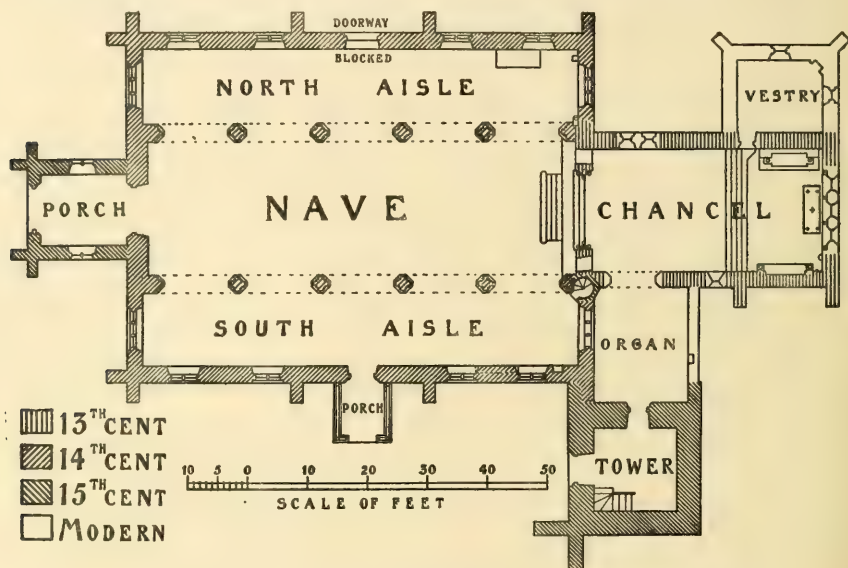 DOORWAY
BLOCKED
NORTH AISLE
VESTRY
PORCH
NAVE
CHANCEL
SOUTH AISLE
ORGAN
PORCH
TOWER
13TH CENT
14TH CENT
15TH CENT
MODERN
10 5 0 10 20 30 40 50
SCALE OF FEET